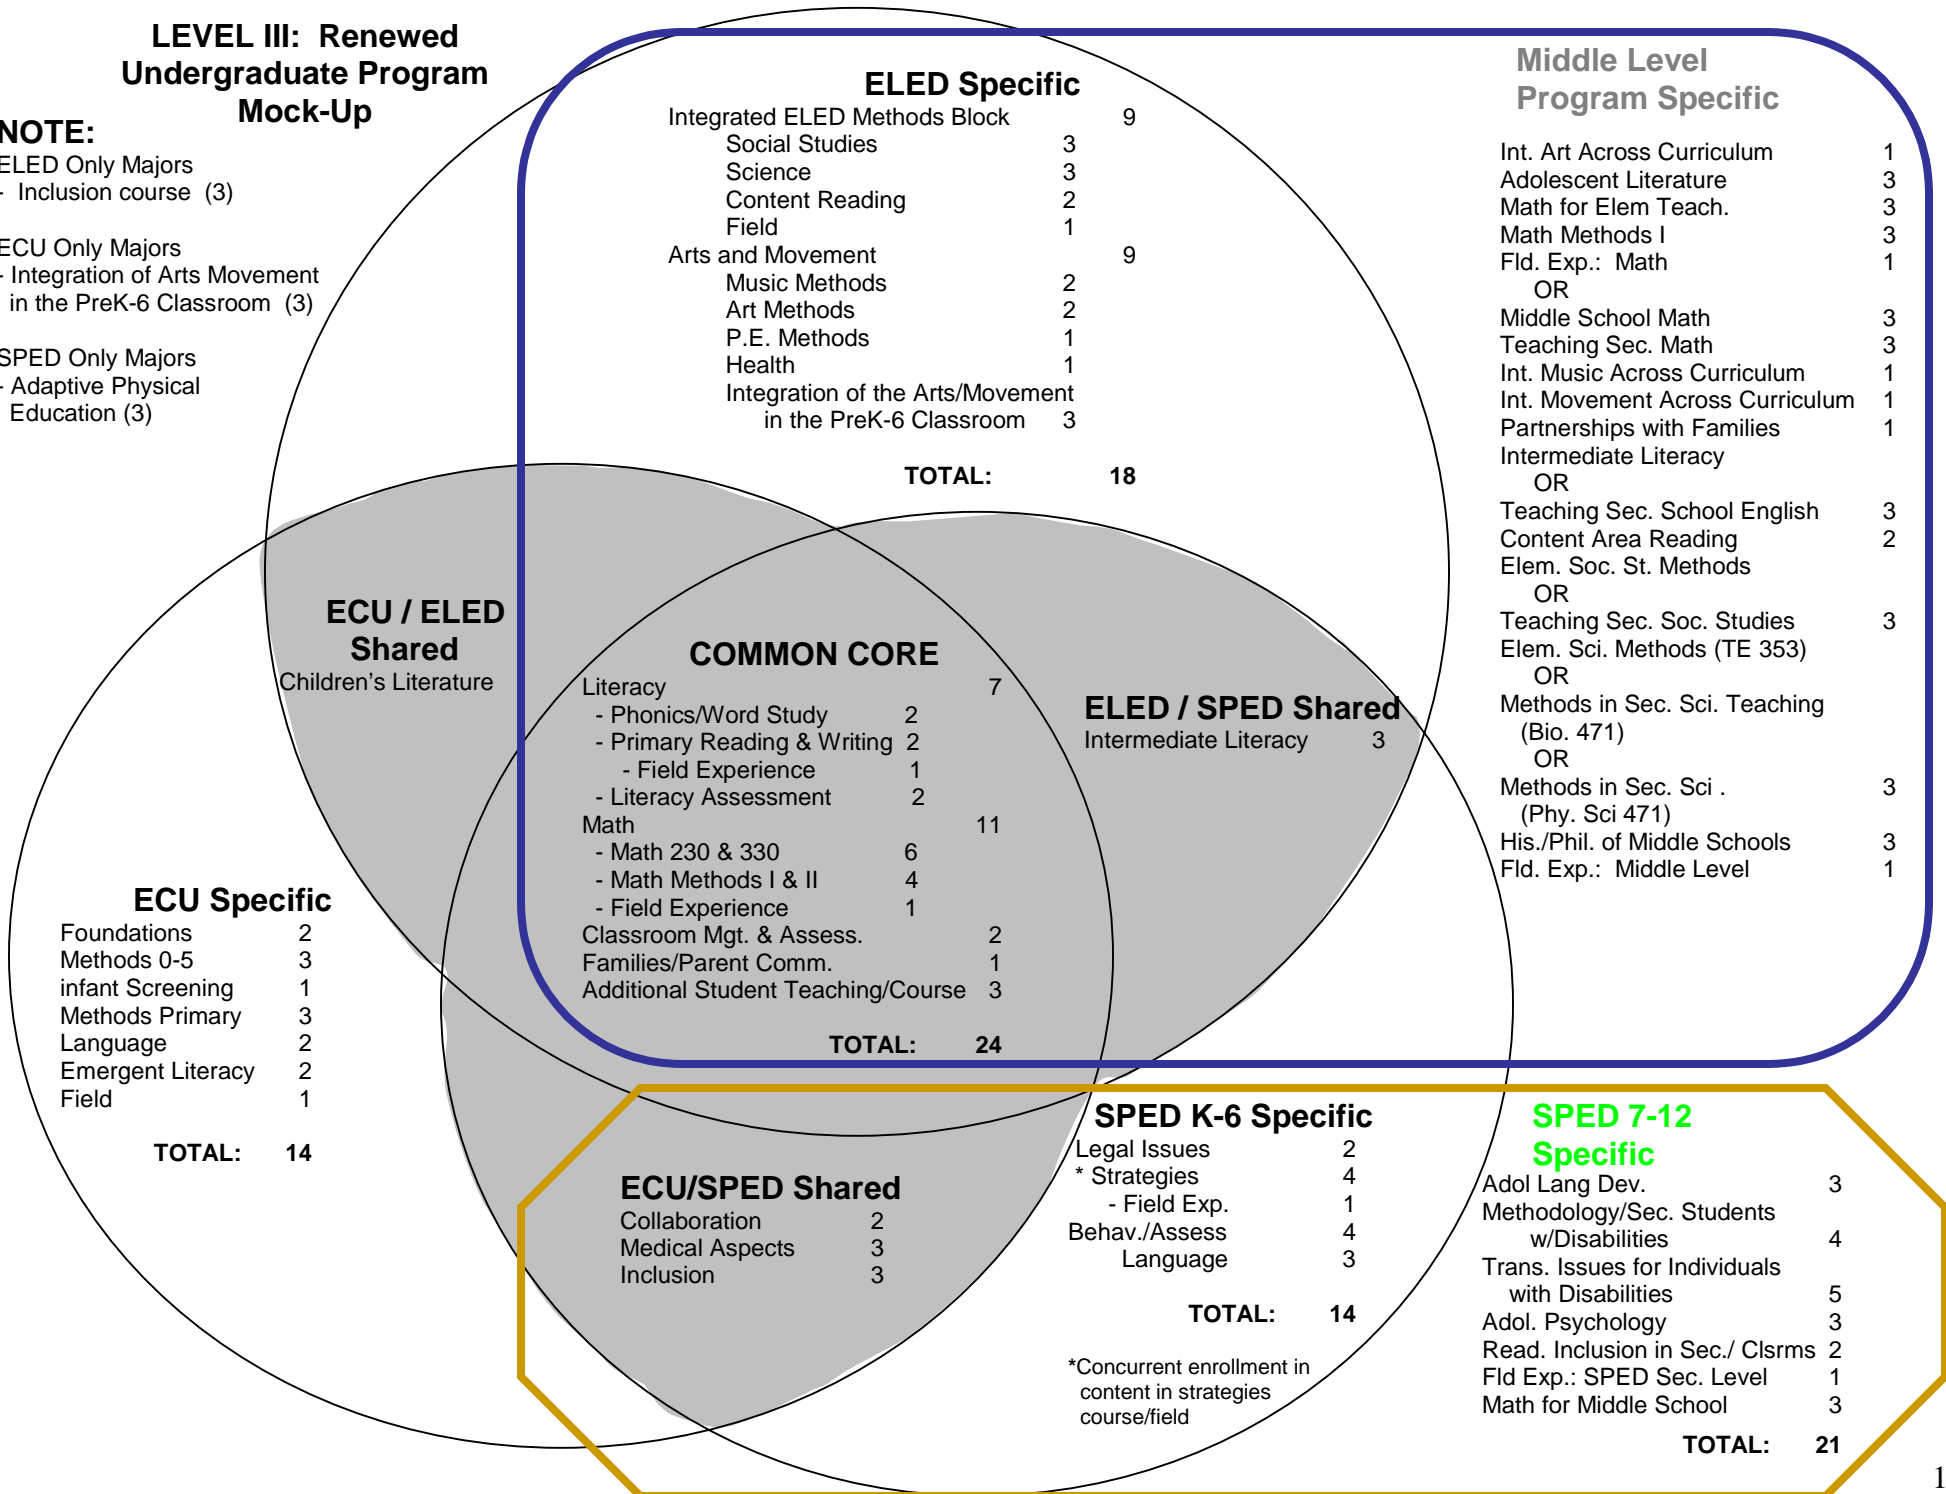 LEVEL III: Renewed
Undergraduate Program
Mock-Up
NOTE:
ELED Only Majors
- Inclusion course (3)
ECU Only Majors
- Integration of Arts Movement
in the PreK-6 Classroom (3)
SPED Only Majors
- Adaptive Physical
Education (3)
ELED Specific
Integrated ELED Methods Block 9
Social Studies 3
Science 3
Content Reading 2
Field 1
Arts and Movement 9
Music Methods 2
Art Methods 2
P.E. Methods 1
Health 1
Integration of the Arts/Movement
in the PreK-6 Classroom 3
TOTAL: 18
Middle Level
Program Specific
Int. Art Across Curriculum 1
Adolescent Literature 3
Math for Elem Teach. 3
Math Methods I 3
Fld. Exp.: Math 1
OR
Middle School Math 3
Teaching Sec. Math 3
Int. Music Across Curriculum 1
Int. Movement Across Curriculum 1
Partnerships with Families 1
Intermediate Literacy
OR
Teaching Sec. School English 3
Content Area Reading 2
Elem. Soc. St. Methods
OR
Teaching Sec. Soc. Studies 3
Elem. Sci. Methods (TE 353)
OR
Methods in Sec. Sci. Teaching
(Bio. 471)
OR
Methods in Sec. Sci . 3
(Phy. Sci 471)
His./Phil. of Middle Schools 3
Fld. Exp.: Middle Level 1
ECU / ELED
Shared
Children's Literature
COMMON CORE
Literacy 7
- Phonics/Word Study 2
- Primary Reading & Writing 2
- Field Experience 1
- Literacy Assessment 2
Math 11
- Math 230 & 330 6
- Math Methods I & II 4
- Field Experience 1
Classroom Mgt. & Assess. 2
Families/Parent Comm. 1
Additional Student Teaching/Course 3
TOTAL: 24
ELED / SPED Shared
Intermediate Literacy 3
ECU Specific
Foundations 2
Methods 0-5 3
infant Screening 1
Methods Primary 3
Language 2
Emergent Literacy 2
Field 1
TOTAL: 14
ECU/SPED Shared
Collaboration 2
Medical Aspects 3
Inclusion 3
SPED K-6 Specific
Legal Issues 2
* Strategies 4
- Field Exp. 1
Behav./Assess 4
Language 3
TOTAL: 14
*Concurrent enrollment in
content in strategies
course/field
SPED 7-12
Specific
Adol Lang Dev. 3
Methodology/Sec. Students
w/Disabilities 4
Trans. Issues for Individuals
with Disabilities 5
Adol. Psychology 3
Read. Inclusion in Sec./ Clsrms 2
Fld Exp.: SPED Sec. Level 1
Math for Middle School 3
TOTAL: 21
1